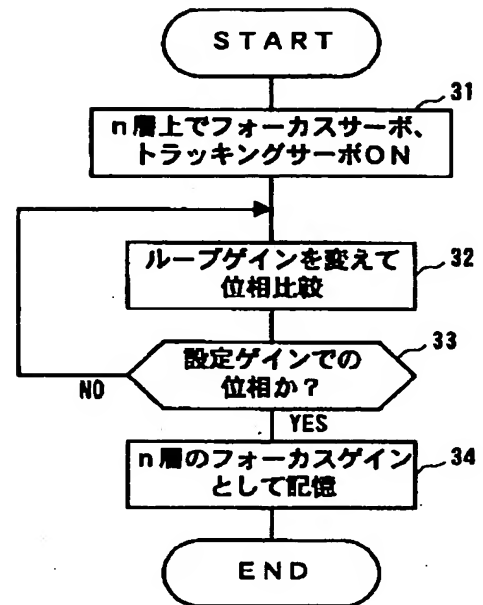 START
31
n層上でフォーカスサーボ、
トラッキングサーボON
ループゲインを変えて
位相比較
32
設定ゲインでの
位相か?
33
NO
YES
n層のフォーカスゲイン
として記憶
34
END